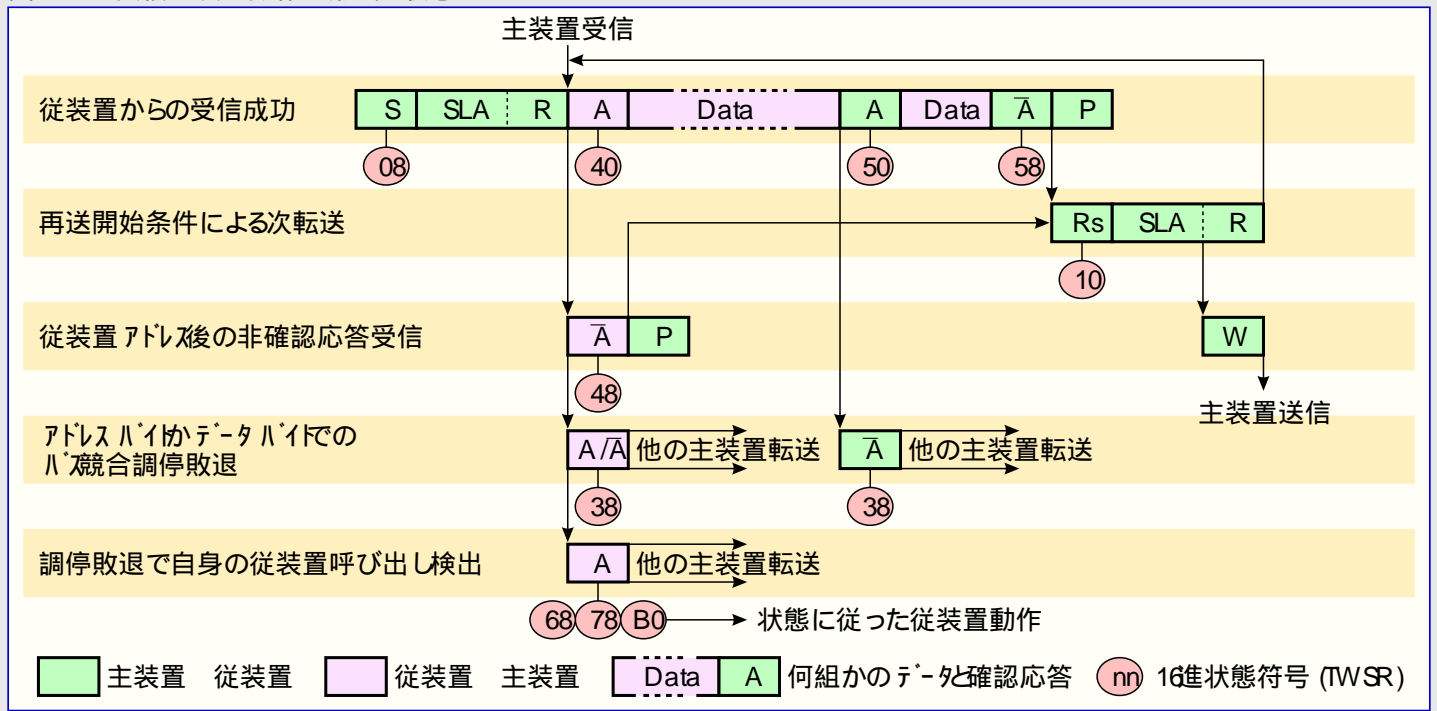 主装置受信
従装置からの受信成功 S SLA R A Data A Data A̅ P
08 40 50 58
再送開始条件による次転送 Rs SLA R
10
従装置アドレス後の非確認応答受信 A̅ P W
48
主装置送信
アドレス バイトかデータ バイトでの
バス競合調停敗退 A/A̅ 他の主装置転送 A̅ 他の主装置転送
38 38
調停敗退で自身の従装置呼び出し検出 A 他の主装置転送
68 78 B0 状態に従った従装置動作
主装置 従装置 従装置 主装置 Data A 何組かのデータと確認応答 nn 16進状態符号 (TWSR)